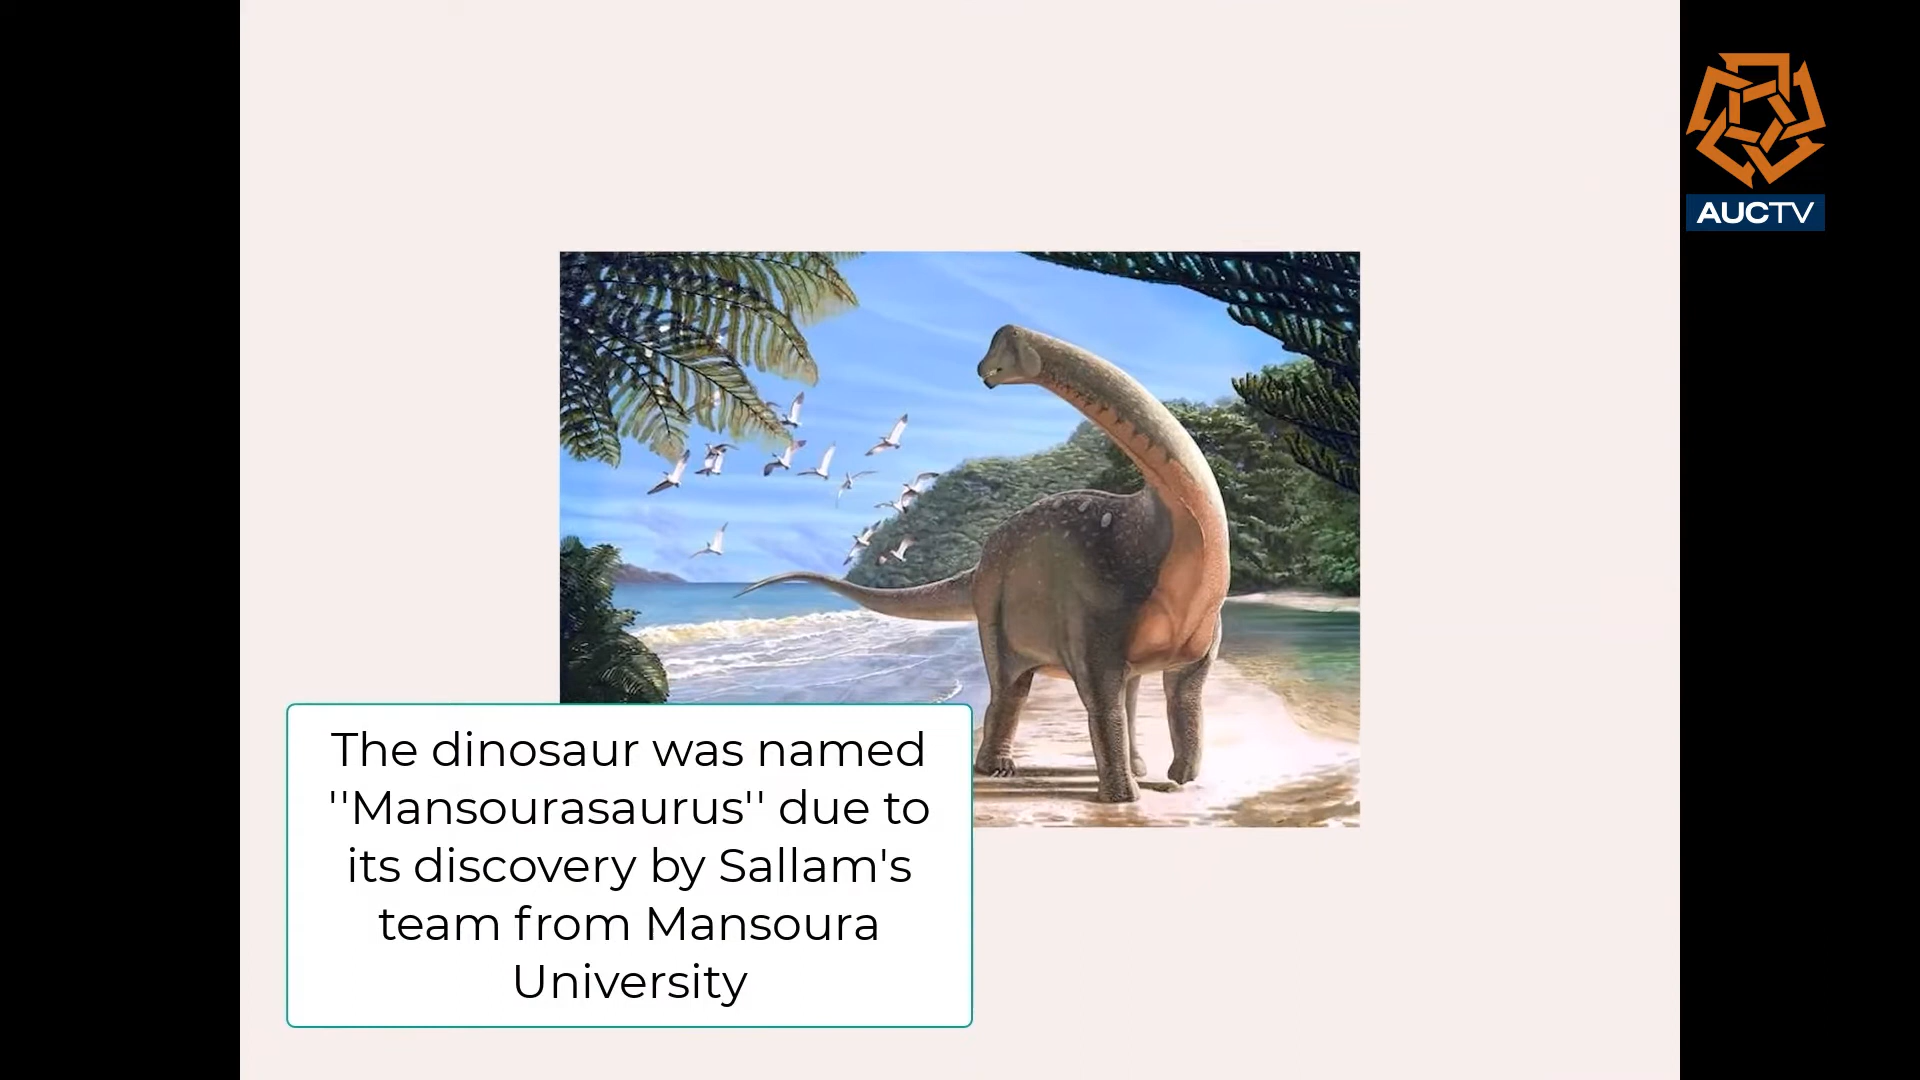 AUCTV
The dinosaur was named
''Mansourasaurus'' due to
its discovery by Sallam's
team from Mansoura
University